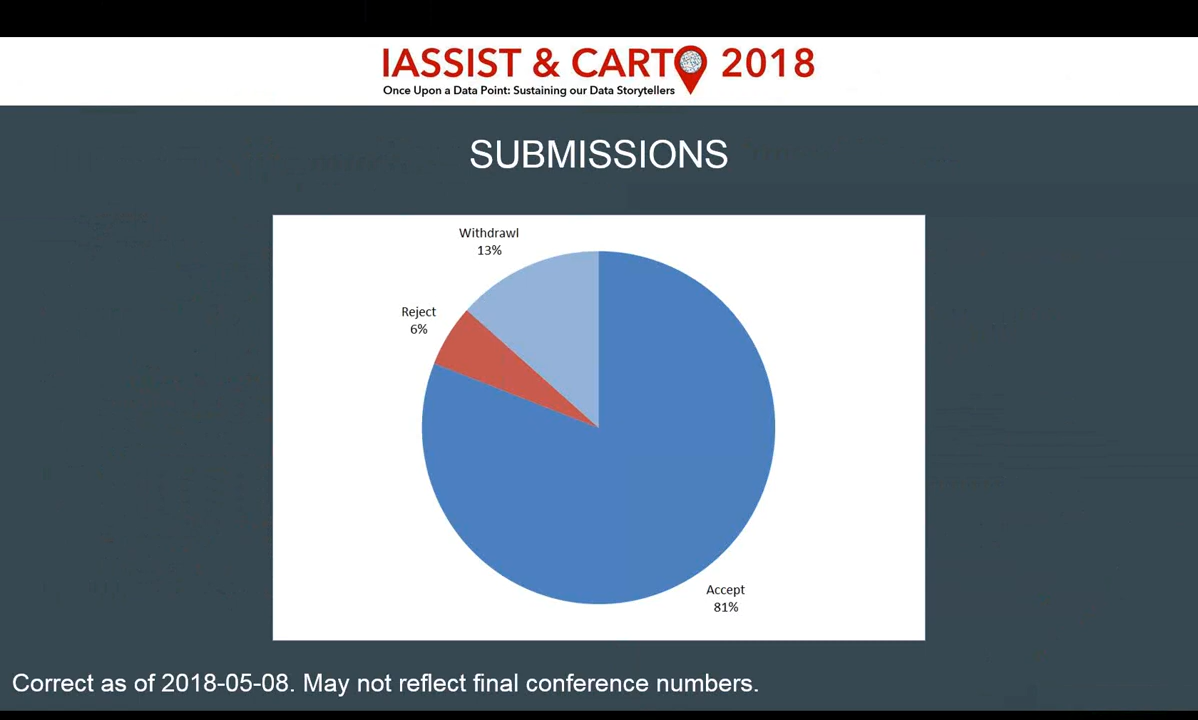 IASSIST & CARTO 2018
Once Upon a Data Point: Sustaining our Data Storytellers
SUBMISSIONS
Withdrawl
13%
Reject
6%
Accept
81%
Correct as of 2018-05-08. May not reflect final conference numbers.